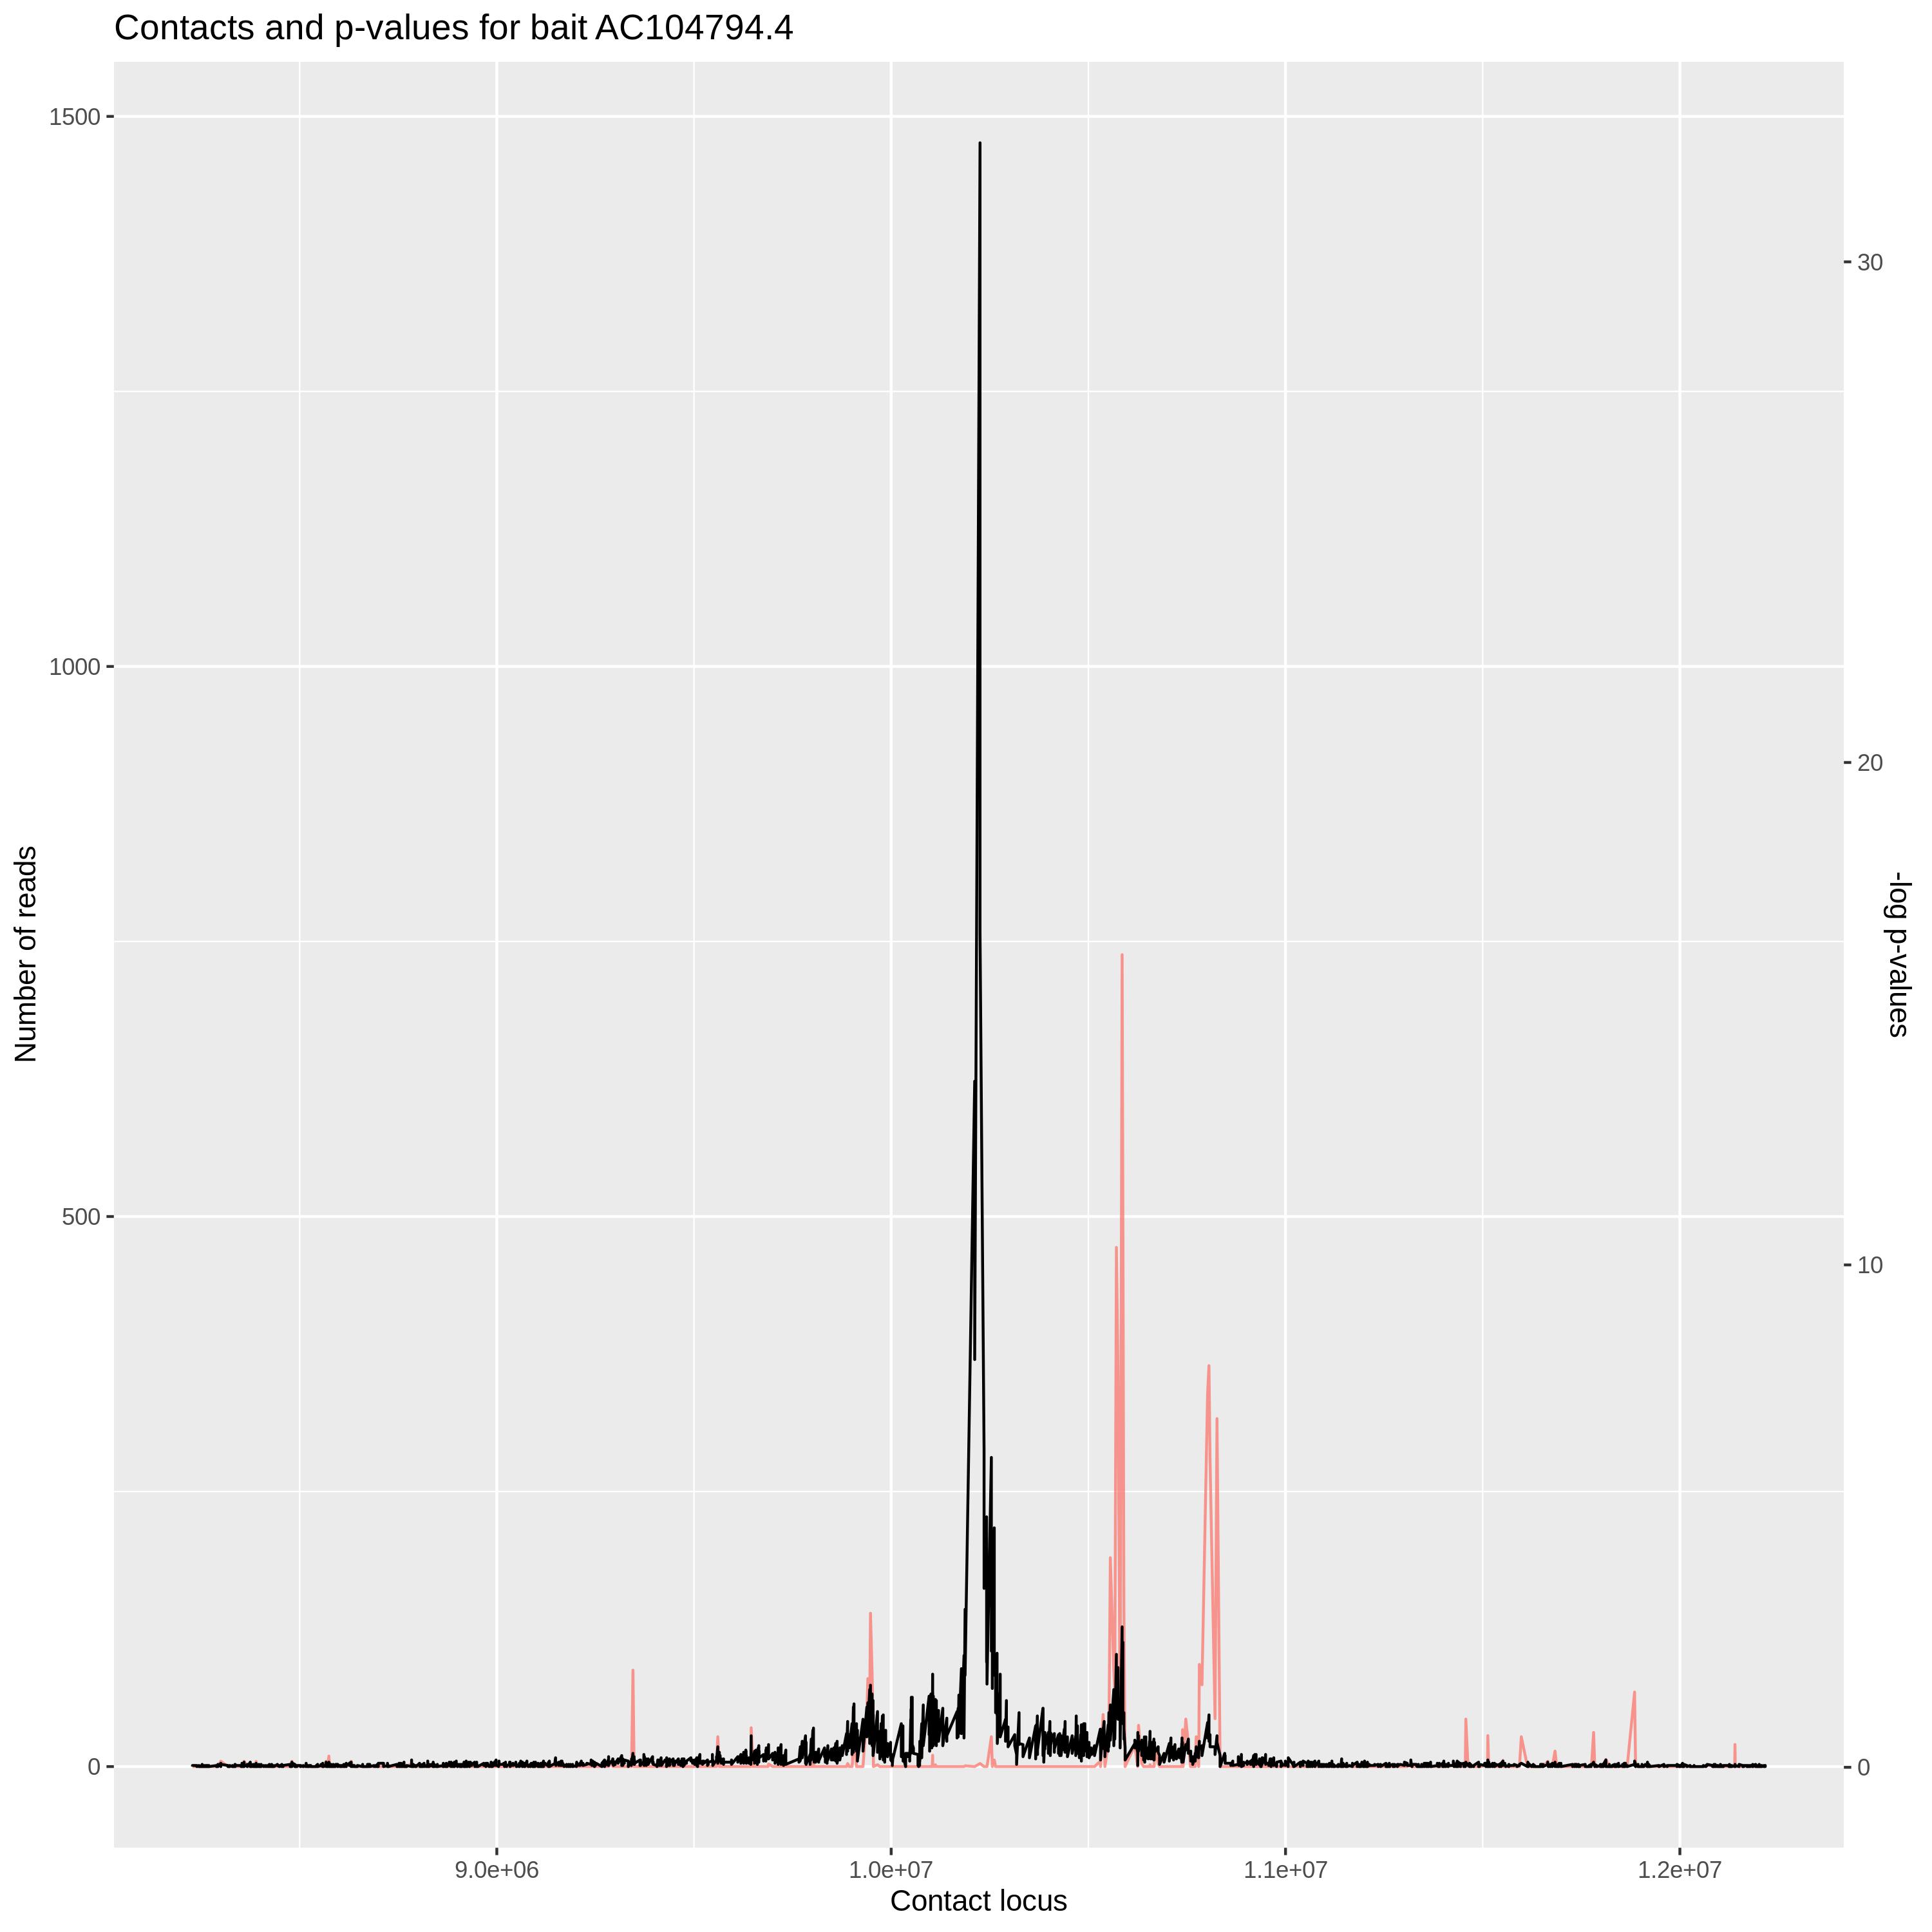 Contacts and p-values for bait AC104794.4
1500
1000
500
0
30
20
10
0
Number of reads
-log p-values
9.0e+06
1.0e+07
1.1e+07
1.2e+07
Contact locus